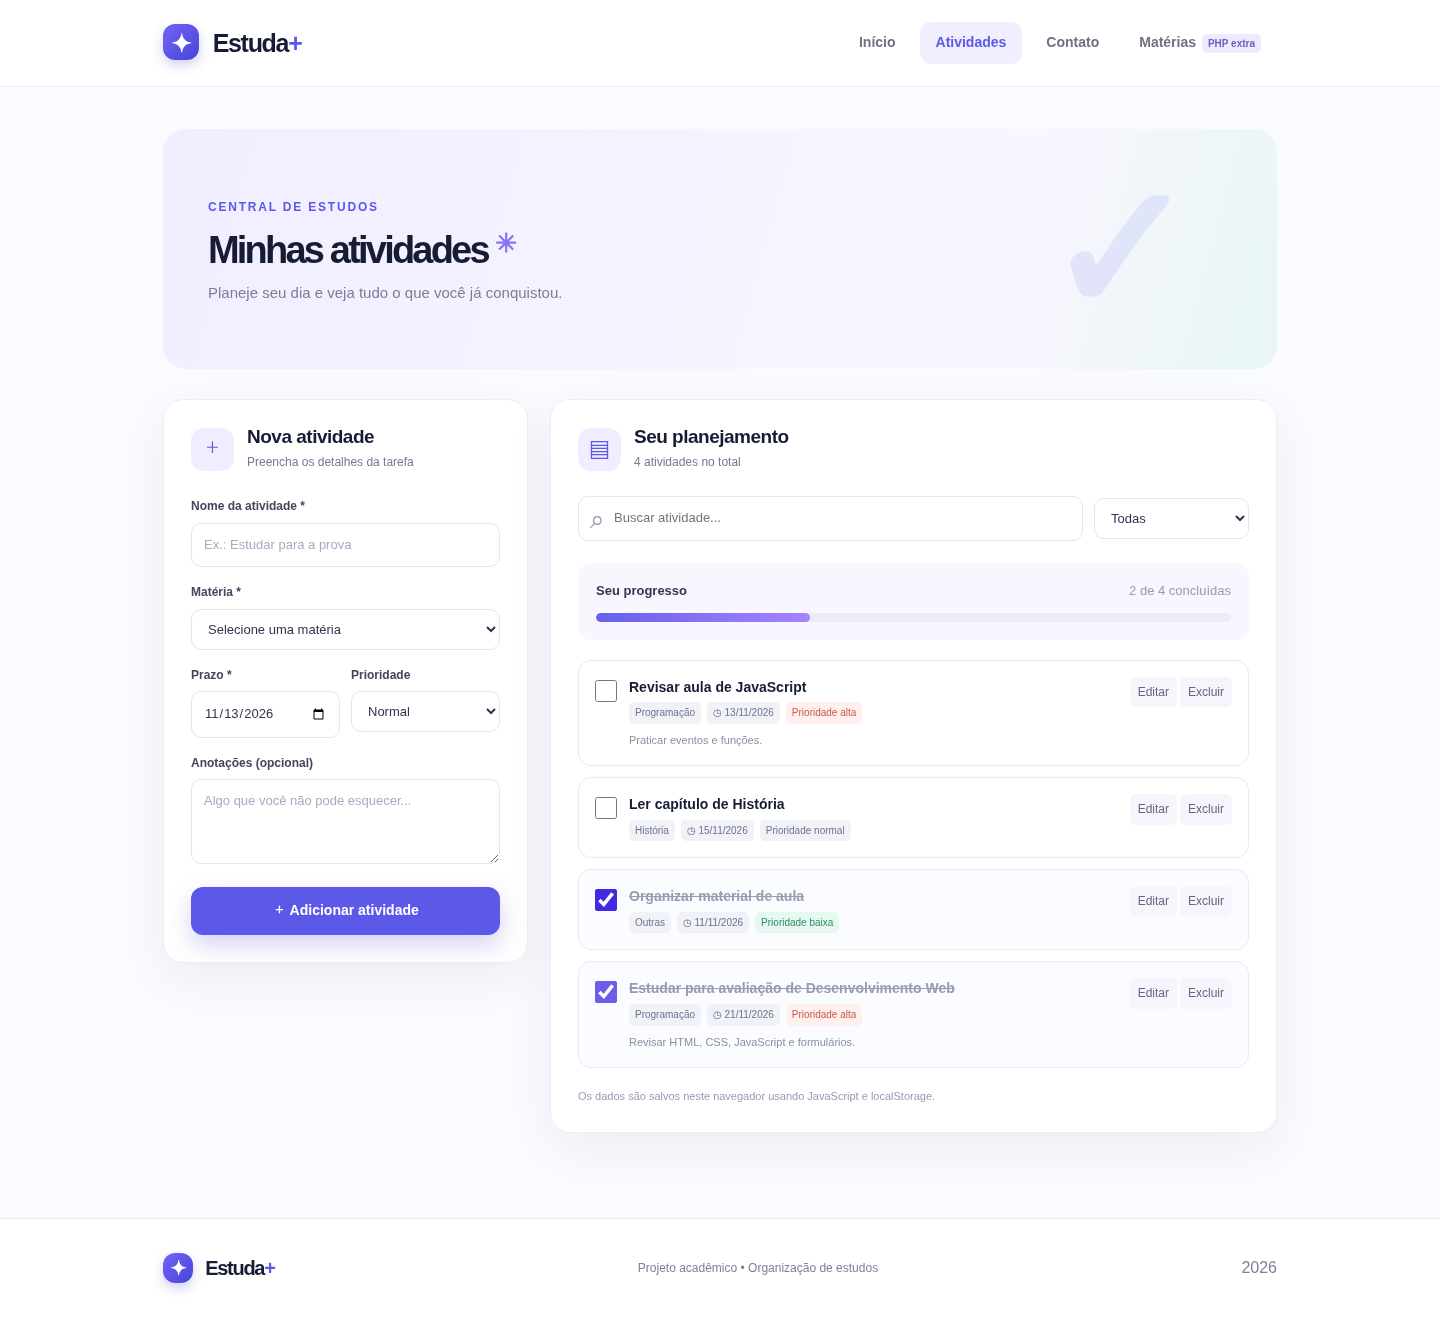 Estuda+
Início
Atividades
Contato
Matérias PHP extra
CENTRAL DE ESTUDOS
Minhas atividades
Planeje seu dia e veja tudo o que você já conquistou.
+
Nova atividade
Preencha os detalhes da tarefa
Nome da atividade *
Ex.: Estudar para a prova
Matéria *
Selecione uma matéria
Prazo * Prioridade
11/13/2026 Normal
Anotações (opcional)
Algo que você não pode esquecer...
+ Adicionar atividade
Seu planejamento
4 atividades no total
Buscar atividade...
Todas
Seu progresso
2 de 4 concluídas
Revisar aula de JavaScript
Programação 13/11/2026 Prioridade alta
Praticar eventos e funções.
Editar Excluir
Ler capítulo de História
História 15/11/2026 Prioridade normal
Editar Excluir
Organizar material de aula
Outras 11/11/2026 Prioridade baixa
Editar Excluir
Estudar para avaliação de Desenvolvimento Web
Programação 21/11/2026 Prioridade alta
Revisar HTML, CSS, JavaScript e formulários.
Editar Excluir
Os dados são salvos neste navegador usando JavaScript e localStorage.
Estuda+
Projeto acadêmico • Organização de estudos
2026